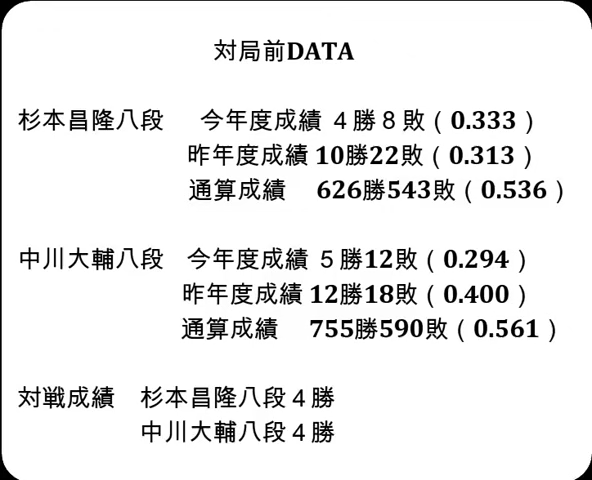 対局前DATA
杉本昌隆八段 今年度成績 4勝8敗(0.333)
昨年度成績 10勝22敗(0.313)
通算成績 626勝543敗(0.536)
中川大輔八段 今年度成績 5勝12敗(0.294)
昨年度成績 12勝18敗(0.400)
通算成績 755勝590敗(0.561)
対戦成績 杉本昌隆八段4勝
中川大輔八段4勝